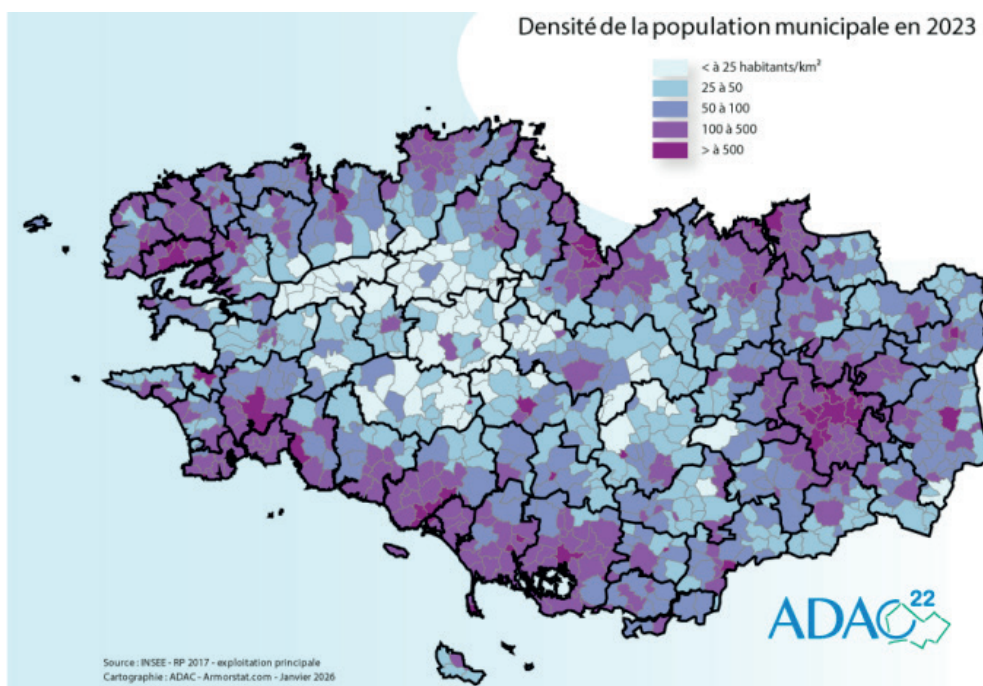 Densité de la population municipale en 2023
< à 25 habitants/km²
25 à 50
50 à 100
100 à 500
> à 500
ADAC 22
Source : INSEE - RP 2017 - exploitation principale
Cartographie : ADAC - Armorstat.com - Janvier 2026